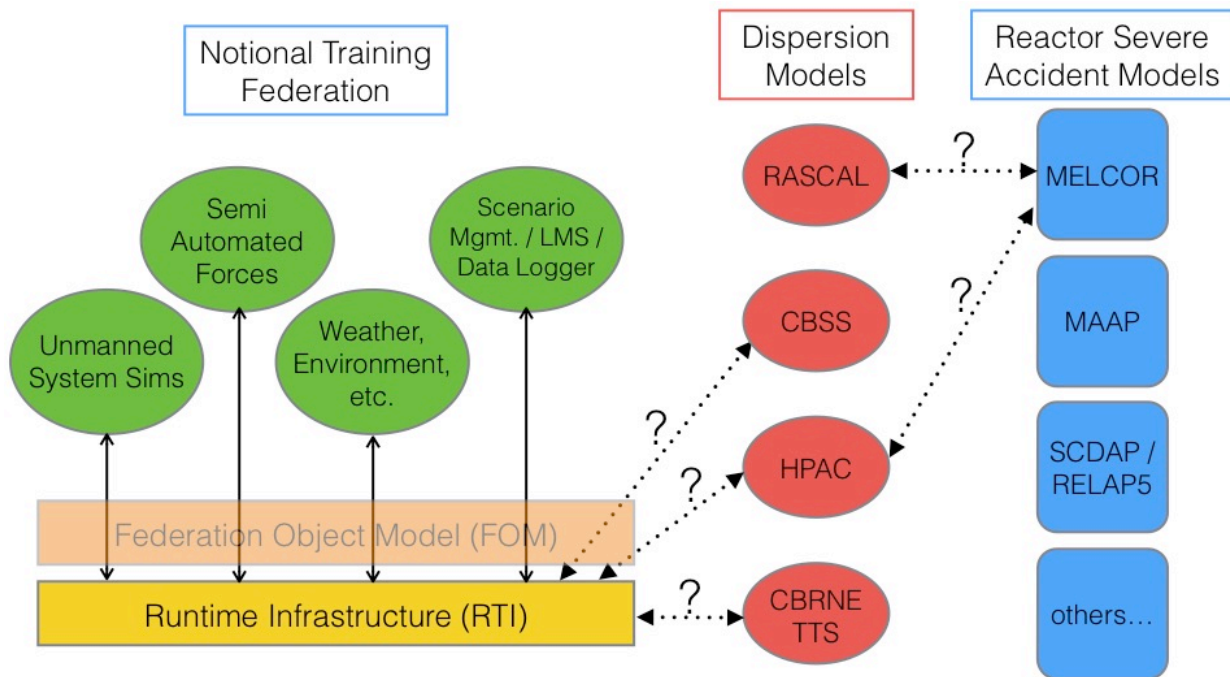 Notional Training
Federation
Dispersion
Models
Reactor Severe
Accident Models
Semi
Automated
Forces
Scenario
Mgmt. / LMS /
Data Logger
Unmanned
System Sims
Weather,
Environment,
etc.
Federation Object Model (FOM)
Runtime Infrastructure (RTI)
RASCAL
?
MELCOR
CBSS
?
MAAP
?
HPAC
?
SCDAP /
RELAP5
?
CBRNE
TTS
others…